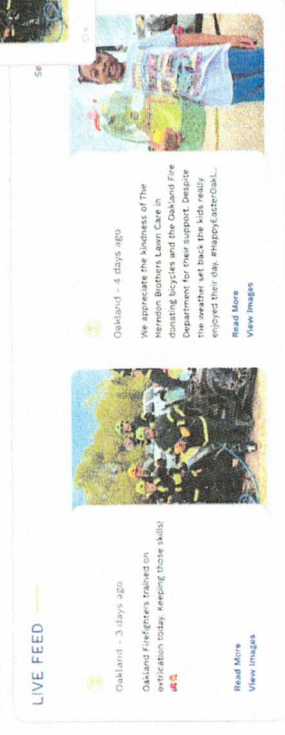 LIVE FEED
Oakland - 3 days ago
Oakland Firefighters trained on
extrication today. Keeping those skills!
Read More
View Images
Oakland - 4 days ago
We appreciate the kindness of The
Herndon Brothers Lawn Care in
donating bicycles and the Oakland Fire
Department for their support. Despite
the weather set back the kids really
enjoyed their day. #HappyEasterOakl...
Read More
View Images
Se